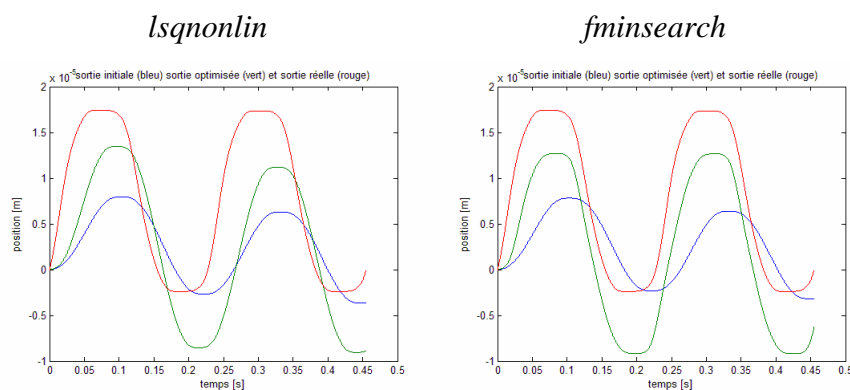 lsqnonlin
x 10-5 sortie initiale (bleu) sortie optimisée (vert) et sortie réelle (rouge)
2
1.5
1
0.5
0
-0.5
-1
position [m]
0 0.05 0.1 0.15 0.2 0.25 0.3 0.35 0.4 0.45 0.5
temps [s]
fminsearch
x 10-5 sortie initiale (bleu) sortie optimisée (vert) et sortie réelle (rouge)
2
1.5
1
0.5
0
-0.5
-1
position [m]
0 0.05 0.1 0.15 0.2 0.25 0.3 0.35 0.4 0.45 0.5
temps [s]